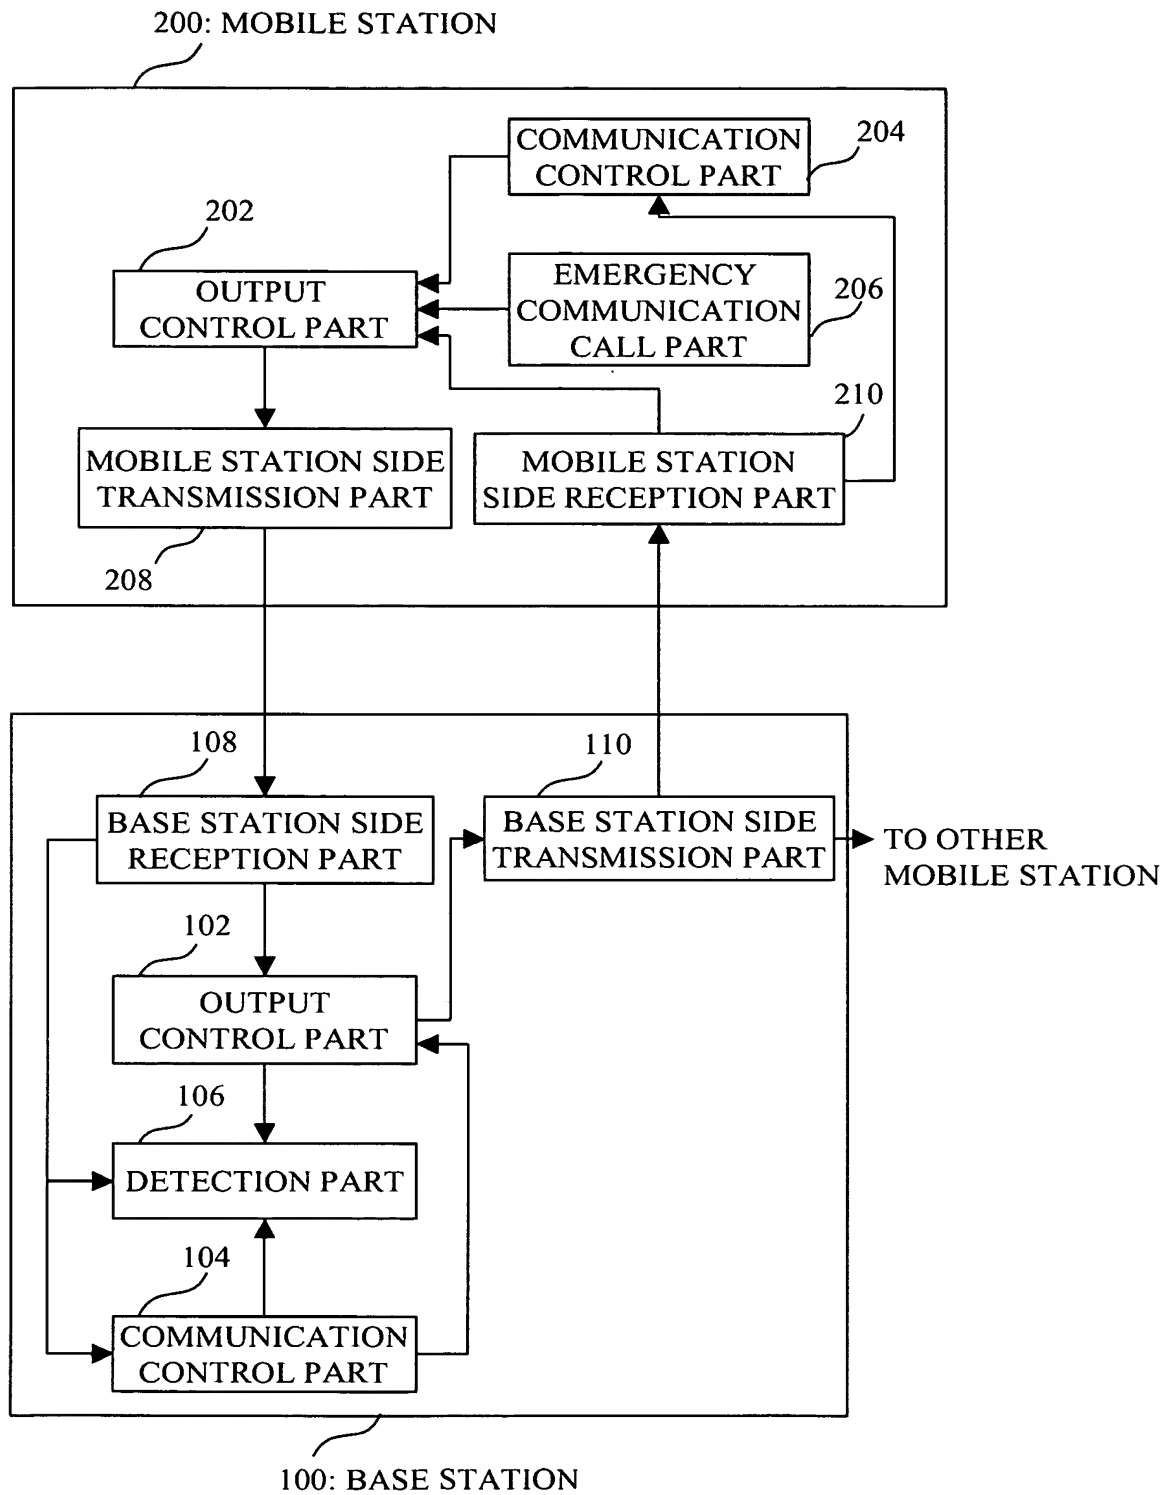 200: MOBILE STATION
COMMUNICATION
CONTROL PART
204
202
OUTPUT
CONTROL PART
EMERGENCY
COMMUNICATION
CALL PART
206
210
MOBILE STATION SIDE
TRANSMISSION PART
MOBILE STATION
SIDE RECEPTION PART
208
108
110
BASE STATION SIDE
RECEPTION PART
BASE STATION SIDE
TRANSMISSION PART
TO OTHER
MOBILE STATION
102
OUTPUT
CONTROL PART
106
DETECTION PART
104
COMMUNICATION
CONTROL PART
100: BASE STATION